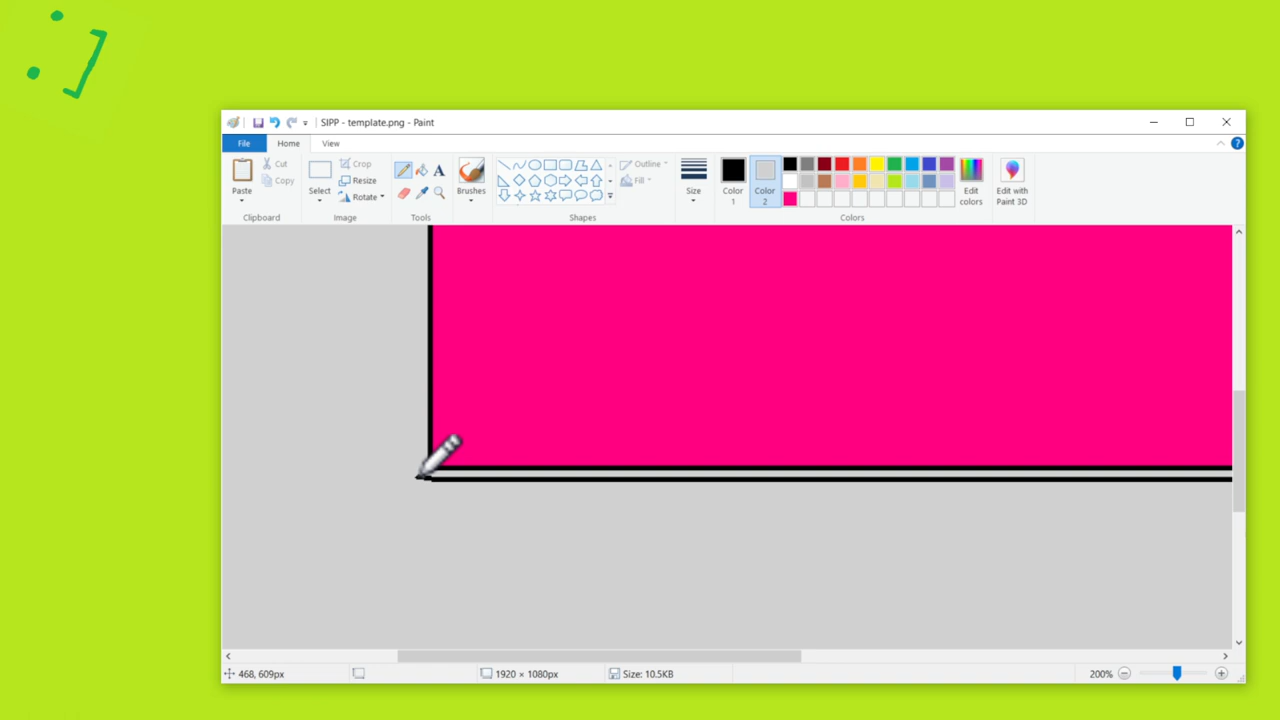 :]
SIPP - template.png - Paint
File Home View
Paste
Cut
Copy
Clipboard
Select
Crop
Resize
Rotate
Image
Tools
Brushes
Outline
Fill
Shapes
Size
Color 1
Color 2
Edit colors
Colors
Edit with Paint 3D
468, 609px
1920 × 1080px
Size: 10.5KB
200%